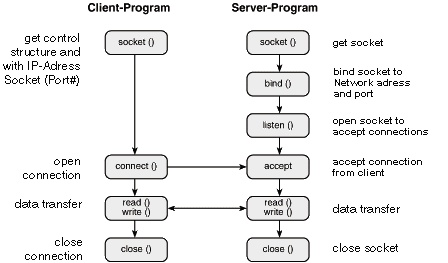 Client-Program Server-Program
get control
structure and
with IP-Adress
Socket (Port#)
socket ()
socket ()
get socket
bind ()
bind socket to
Network adress
and port
listen ()
open socket to
accept connections
open
connection
connect ()
accept
accept connection
from client
data transfer
read ()
write ()
read ()
write ()
data transfer
close
connection
close ()
close ()
close socket